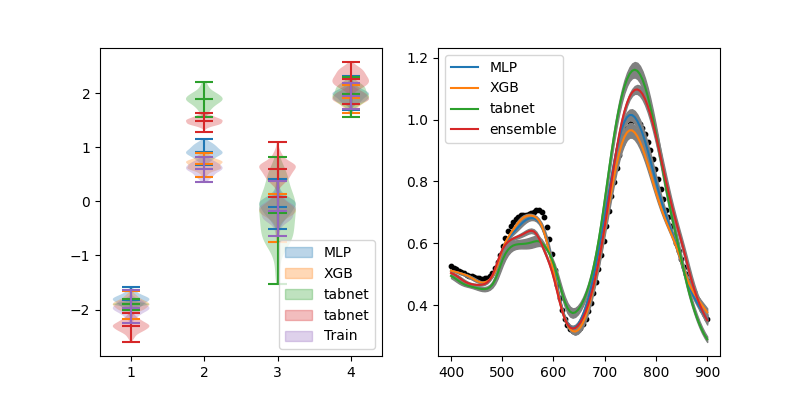 2
1
0
−1
−2
1
2
3
4
MLP
XGB
tabnet
tabnet
Train
1.2
1.0
0.8
0.6
0.4
400
500
600
700
800
900
MLP
XGB
tabnet
ensemble